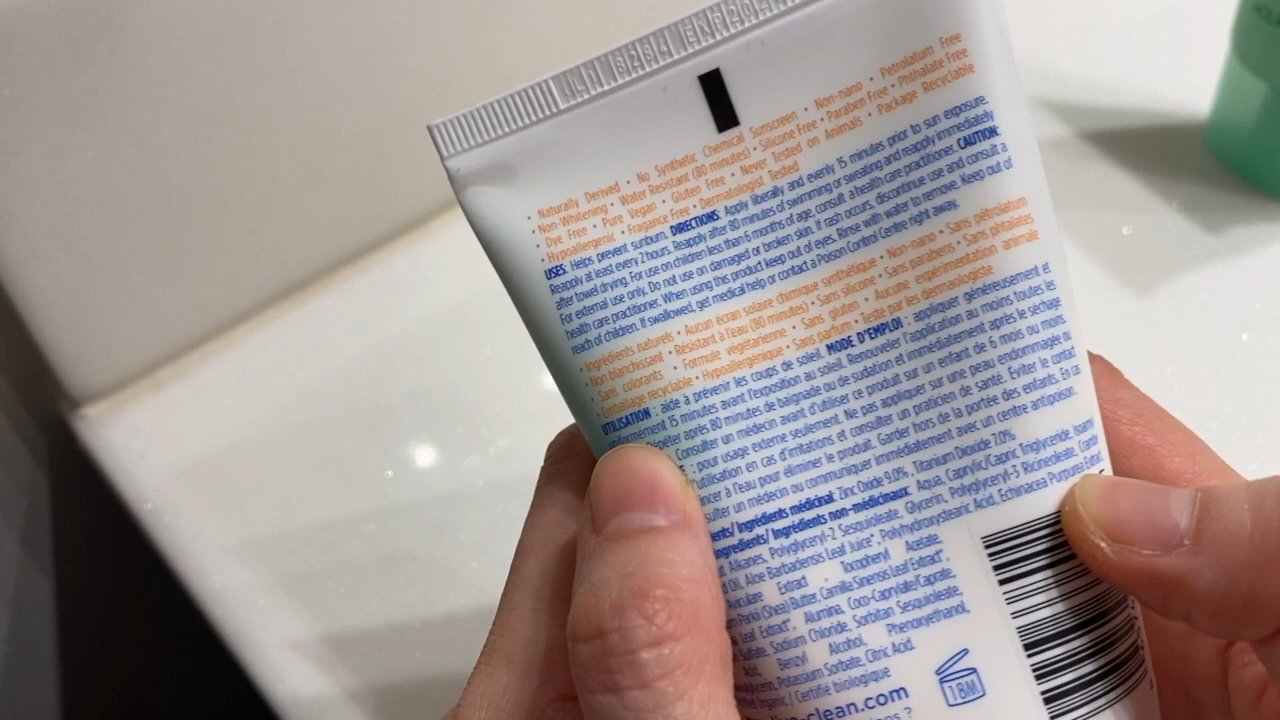 • Naturally Derived • No Synthetic Chemical Sunscreen • Non-nano • Petrolatum Free
• Non-Whitening • Water Resistant (80 minutes) • Silicone Free • Paraben Free • Phthalate Free
• Dye Free • Pure Vegan • Gluten Free • Never Tested on Animals • Package Recyclable
• Hypoallergenic • Fragrance Free • Dermatologist Tested
USES: Helps prevent sunburn. DIRECTIONS: Apply liberally and evenly 15 minutes prior to sun exposure.
Reapply at least every 2 hours. Reapply after 80 minutes of swimming or sweating and reapply immediately
after towel drying. For use on children less than 6 months of age, consult a health care practitioner. CAUTION:
For external use only. Do not use on damaged or broken skin. If rash occurs, discontinue use and consult a
health care practitioner. When using this product keep out of eyes. Rinse with water to remove. Keep out of
reach of children. If swallowed, get medical help or contact a Poison Control Centre right away.
• Ingrédients naturels • Aucun écran solaire chimique synthétique • Non-nano • Sans pétrolatum
• Non blanchissant • Résistant à l'eau (80 minutes) • Sans silicone • Sans parabens • Sans phtalates
• Sans colorants • Formule végétarienne • Sans gluten • Aucune expérimentation animale
• Emballage recyclable • Hypoallergénique • Sans parfum • Testé par les dermaologiste
UTILISATION : aide à prévenir les coups de soleil. MODE D'EMPLOI : appliquer généreusement et
uniformément 15 minutes avant l'exposition au soleil. Renouveler l'application au moins toutes les
Répéter après 80 minutes de baignade ou de sudation et immédiatement après le séchage
Consulter un médecin avant d'utiliser ce produit sur un enfant de 6 mois ou moins.
: pour usage externe seulement. Ne pas appliquer sur une peau endommagée ou
utilisation en cas d'irritations et consulter un praticien de santé. Éviter le contact
incer à l'eau pour éliminer le produit. Garder hors de la portée des enfants. En cas
sulter un médecin ou communiquer immédiatement avec un centre antipoison.
ents/ Ingrédients médicinal: Zinc Oxide 9.0%, Titanium Dioxide 7.0%
ingredients/ Ingrédients non-médicinaux: Aqua, Caprylic/Capric Triglyceride,
Alkanes, Polyglyceryl-2 Sesquioleate, Glycerin, Polyglyceryl-3 Ricinoleate,
Oil, Aloe Barbadensis Leaf Juice*, Polyhydroxystearic Acid, Echinacea Purpurea Extract
Aviculare Extract, Tocopheryl Acetate,
Parkii (Shea) Butter, Camellia Sinensis Leaf Extract*,
Leaf Extract*, Alumina, Coco-Caprylate/Caprate,
Sulfate, Sodium Chloride, Sorbitan Sesquioleate,
Acid, Benzyl Alcohol, Phenoxyethanol,
Potassium Sorbate, Citric Acid.
Organic / Certifié biologique
-clean.com
18M